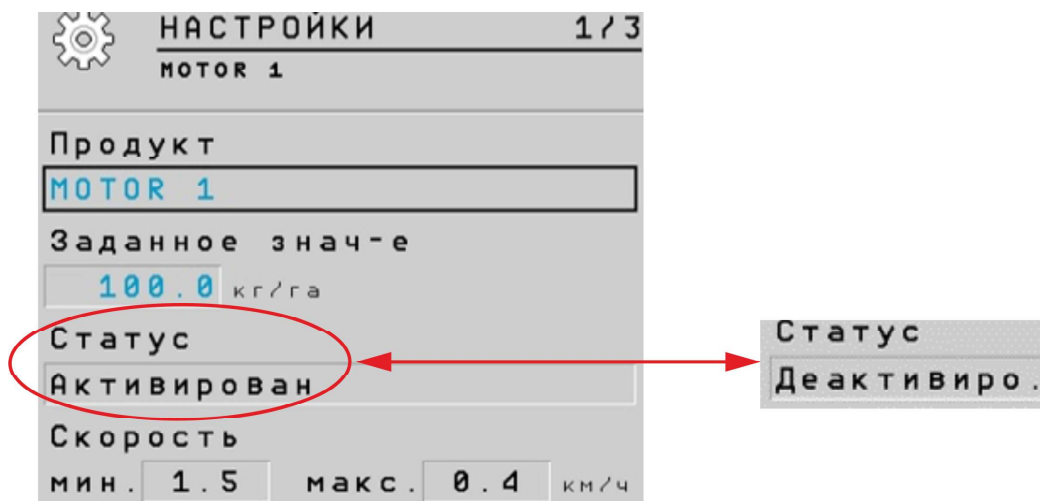 НАСТРОЙКИ 1/3
MOTOR 1
Продукт
MOTOR 1
Заданное знач-е
100.0 кг/га
Статус
Активирован
Скорость
мин. 1.5 макс. 0.4 км/ч
Статус
Деактивиро.